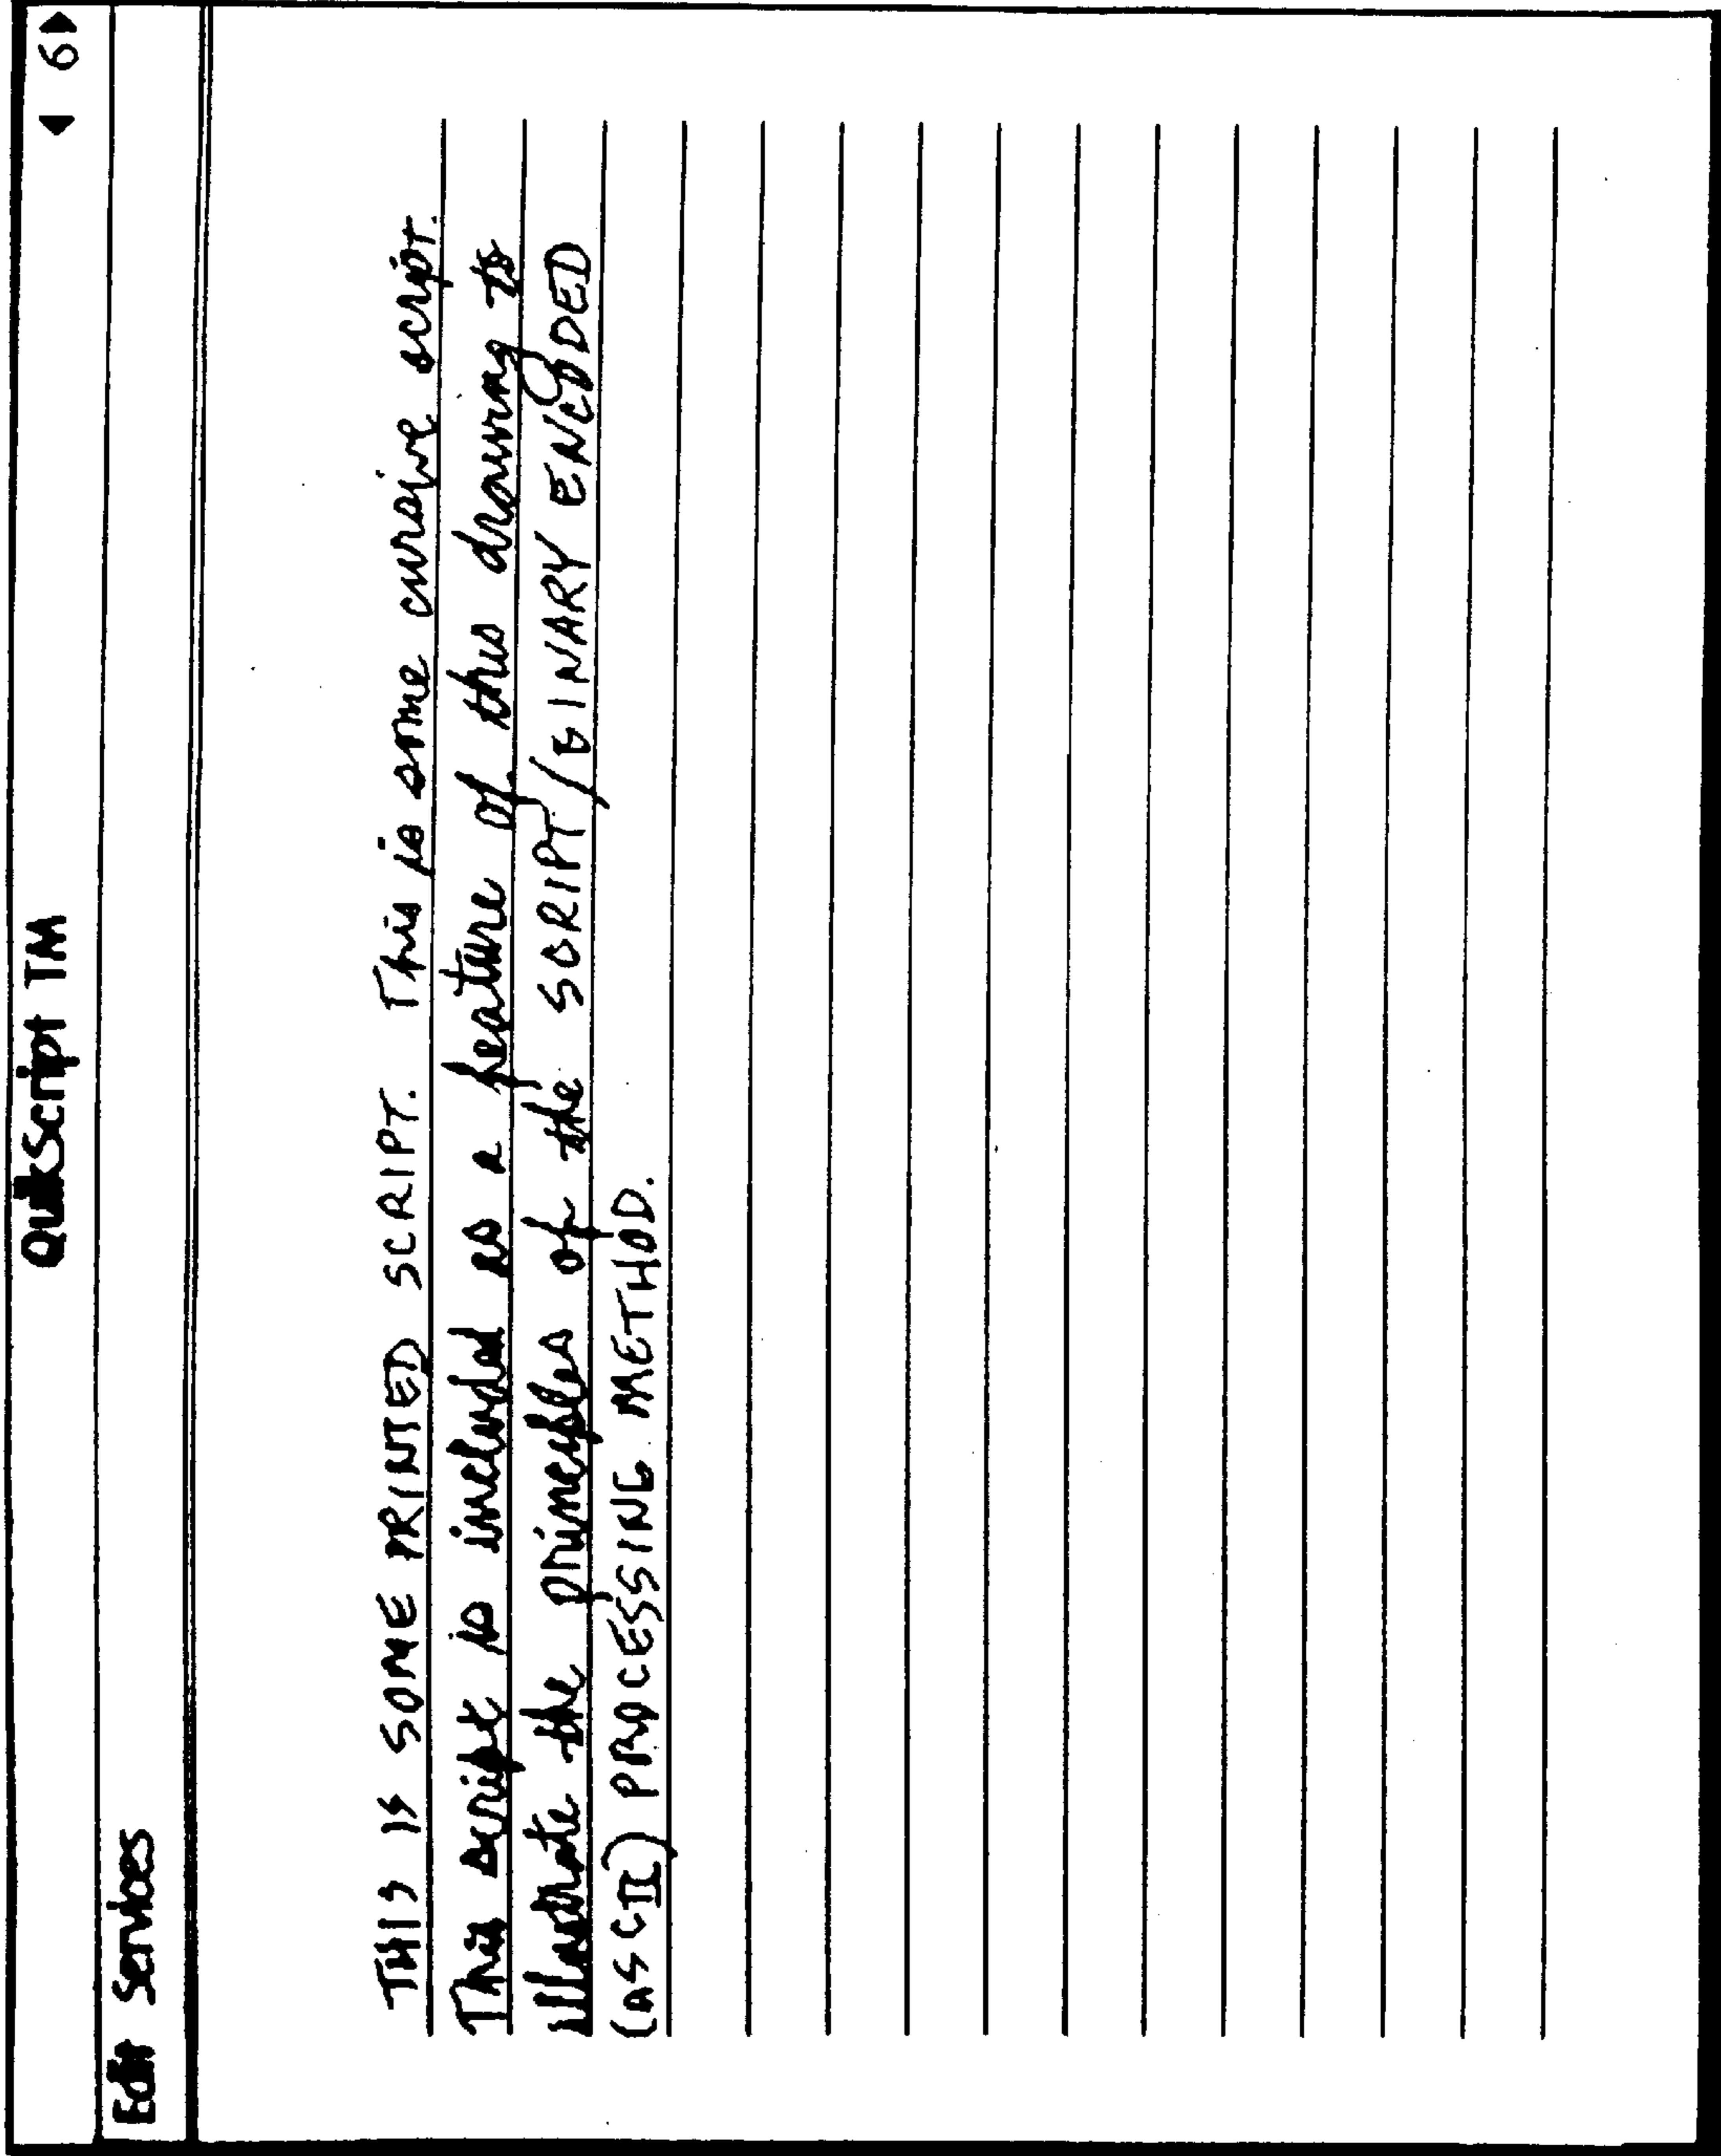 QuikScript TM ◀ 6▶
Edit Services
THIS IS SOME PRINTED SCRIPT. This is some cursive script.
This script is included as a feature of this drawing to
illustrate the principles of the SCRIPT/BINARY ENCODED
(ASCII) PROCESSING METHOD.